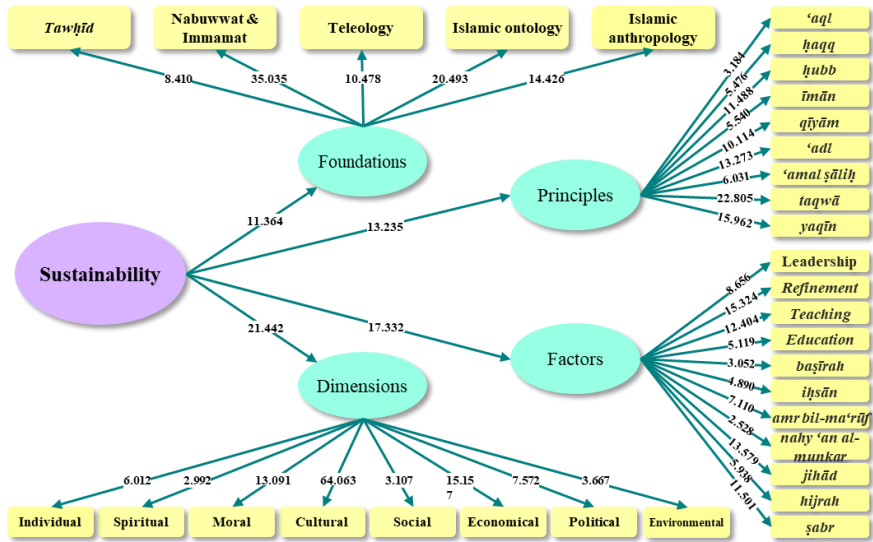 Tawḥīd
Nabuwwat &
Immamat
Teleology
Islamic ontology
Islamic
anthropology
8.410
35.035
10.478
20.493
14.426
Foundations
11.364
Sustainability
13.235
Principles
3.184
5.476
11.488
5.540
10.114
13.273
6.031
22.805
15.962
‘aql
ḥaqq
ḥubb
īmān
qīyām
‘adl
‘amal ṣāliḥ
taqwā
yaqīn
17.332
Factors
8.656
15.324
12.404
5.119
3.052
4.890
7.110
2.528
13.579
5.938
11.501
Leadership
Refinement
Teaching
Education
baṣīrah
iḥsān
amr bil-ma‘rūf
nahy ‘an al-
munkar
jihād
hijrah
ṣabr
21.442
Dimensions
6.012
2.992
13.091
64.063
3.107
15.15
7
7.572
3.667
Individual
Spiritual
Moral
Cultural
Social
Economical
Political
Environmental